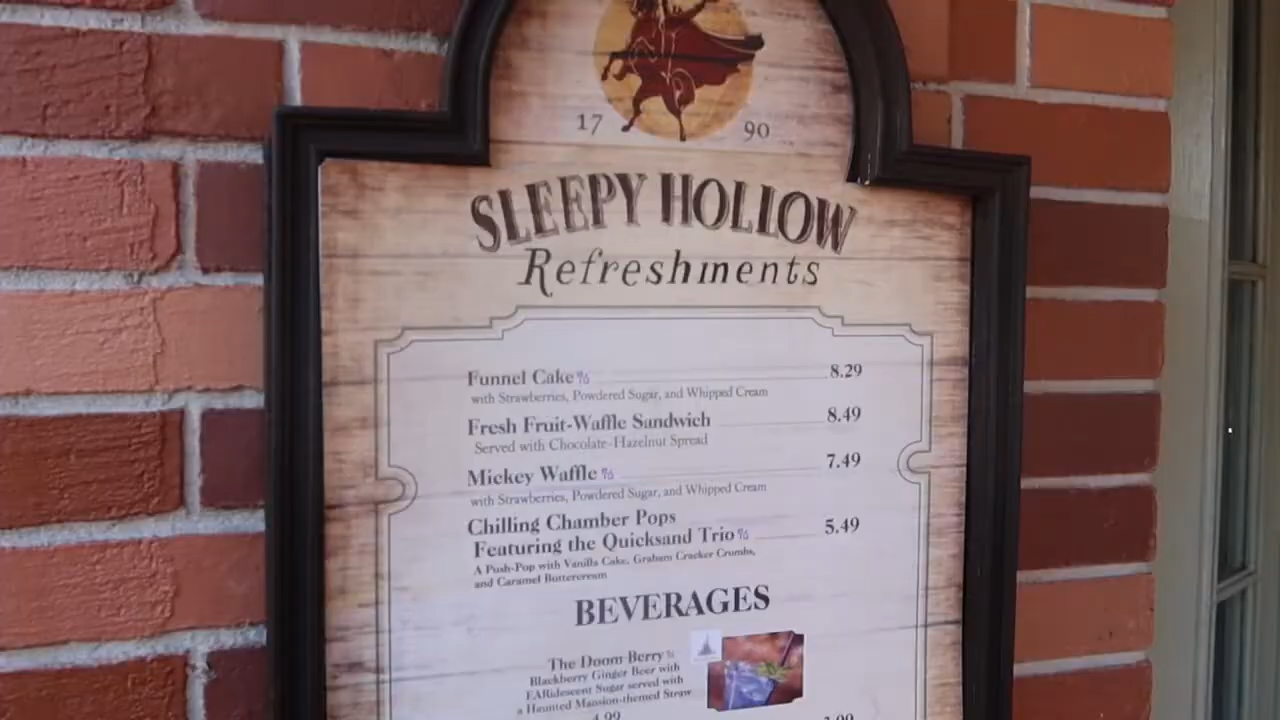 17 90
SLEEPY HOLLOW
Refreshments
Funnel Cake 8.29
with Strawberries, Powdered Sugar, and Whipped Cream
Fresh Fruit-Waffle Sandwich 8.49
Served with Chocolate-Hazelnut Spread
Mickey Waffle 7.49
with Strawberries, Powdered Sugar, and Whipped Cream
Chilling Chamber Pops
Featuring the Quicksand Trio 5.49
A Push-Pop with Vanilla Cake, Graham Cracker Crumbs,
and Caramel Buttercream
BEVERAGES
The Doom Berry
Blackberry Ginger Beer with
EARidescent Sugar served with
a Haunted Mansion-themed Straw
4.99